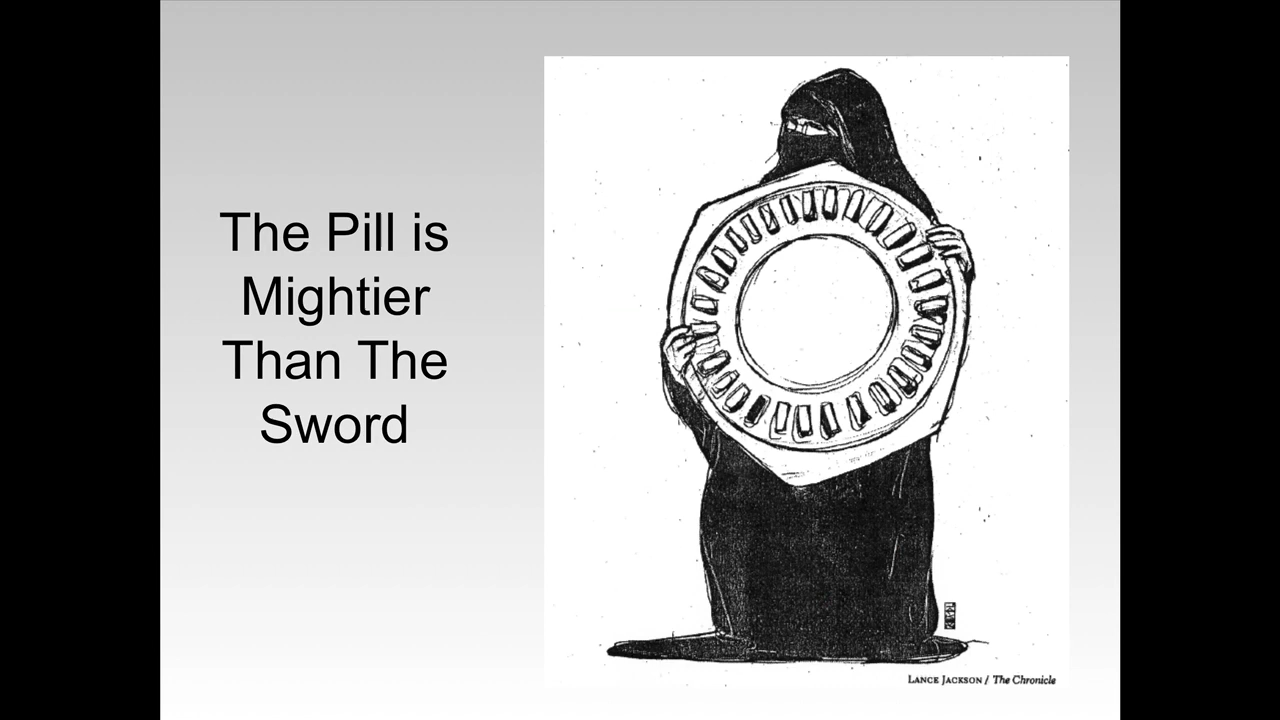 The Pill is
Mightier
Than The
Sword
LANCE JACKSON / The Chronicle